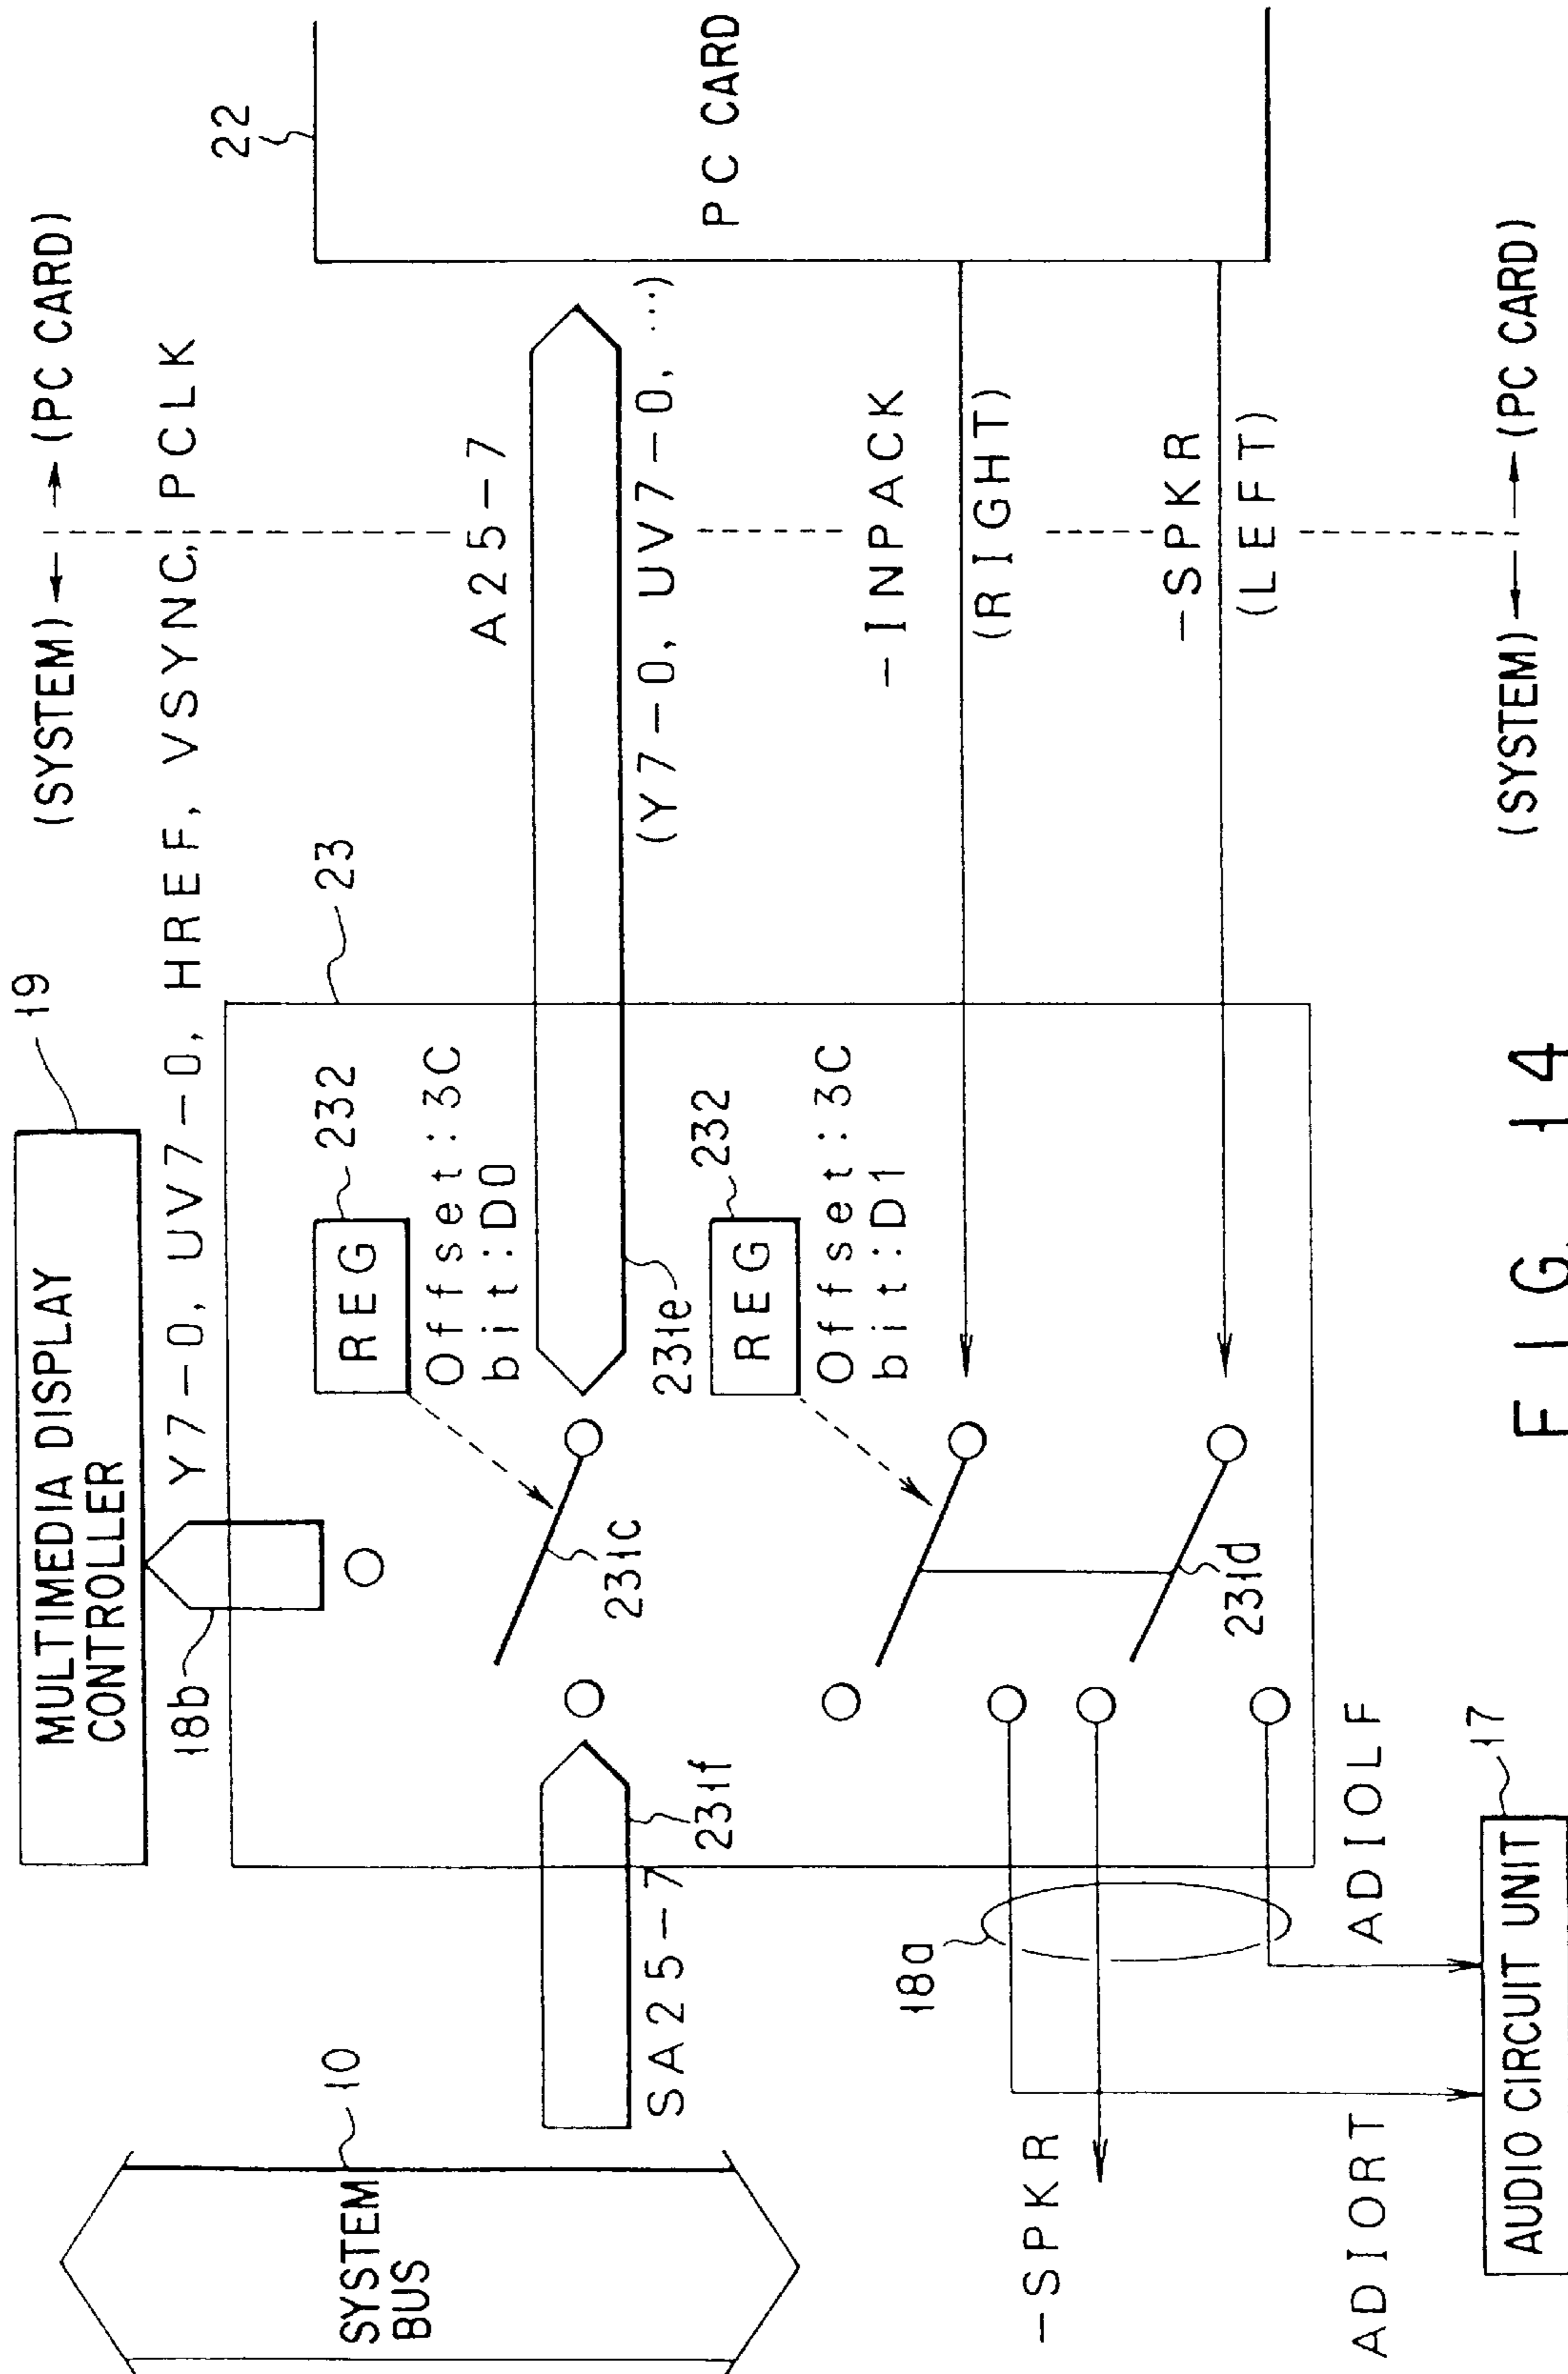 (SYSTEM) ← → (PC CARD)
19
MULTIMEDIA DISPLAY
CONTROLLER
Y7-0, UV7-0, HREF, VSYNC, PCLK
18b
22
23
10
SYSTEM
BUS
REG
232
Offset:3C
bit:D0
A25-7
(Y7-0, UV7-0, ...)
PC CARD
231c
231e
SA25-7
231f
REG
232
Offset:3C
bit:D1
-INPACK
(RIGHT)
18a
231d
-SPKR
(LEFT)
-SPKR
ADIORT
ADIOLF
17
AUDIO CIRCUIT UNIT
(SYSTEM) ← → (PC CARD)
FIG. 14